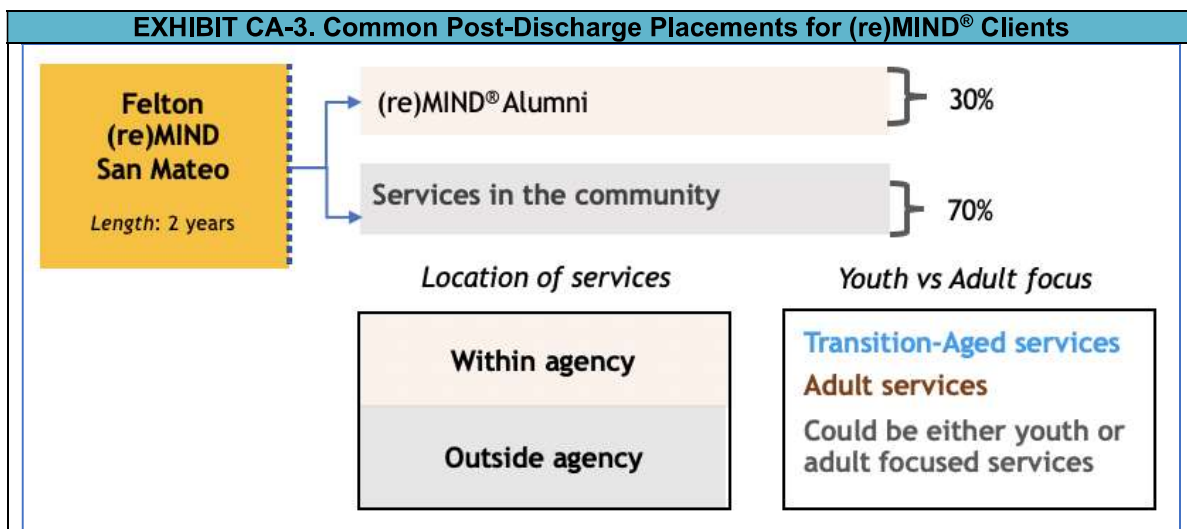 EXHIBIT CA-3. Common Post-Discharge Placements for (re)MIND® Clients
Felton
(re)MIND
San Mateo
Length: 2 years
(re)MIND® Alumni
30%
Services in the community
70%
Location of services
Within agency
Outside agency
Youth vs Adult focus
Transition-Aged services
Adult services
Could be either youth or
adult focused services